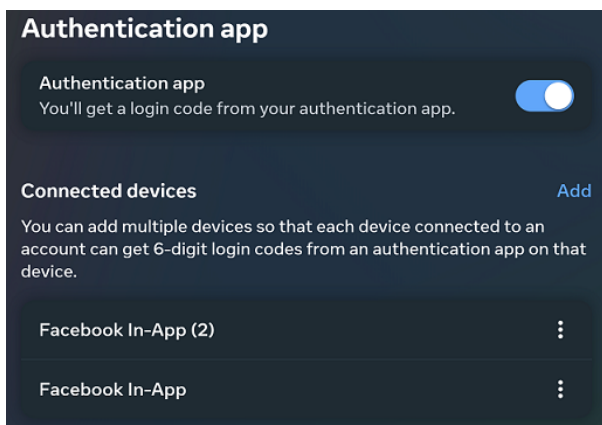 Authentication app
Authentication app
You'll get a login code from your authentication app.
Connected devices
Add
You can add multiple devices so that each device connected to an
account can get 6-digit login codes from an authentication app on that
device.
Facebook In-App (2)
Facebook In-App